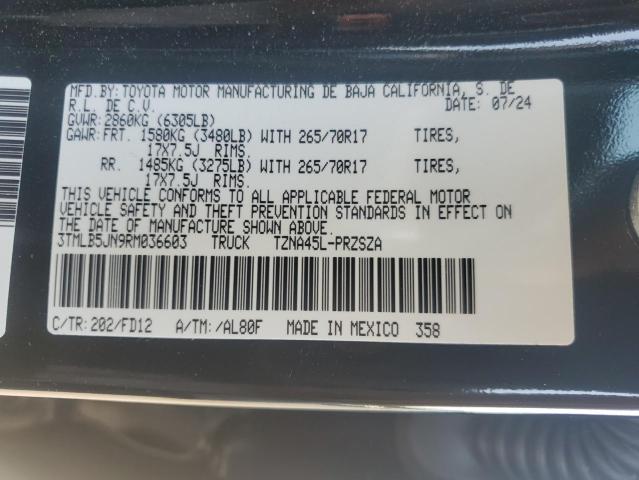 MFD.BY: TOYOTA MOTOR MANUFACTURING DE BAJA CALIFORNIA, S. DE
R.L. DE C.V. DATE: 07/24
GVWR: 2860KG (6305LB)
GAWR: FRT. 1580KG (3480LB) WITH 265/70R17 TIRES,
17X7.5J RIMS.
RR. 1485KG (3275LB) WITH 265/70R17 TIRES,
17X7.5J RIMS.
THIS VEHICLE CONFORMS TO ALL APPLICABLE FEDERAL MOTOR
VEHICLE SAFETY AND THEFT PREVENTION STANDARDS IN EFFECT ON
THE DATE OF MANUFACTURE SHOWN ABOVE.
3TMLB5JN9RM036603 TRUCK TZNA45L-PRZSZA
C/TR: 202/FD12 A/TM: /AL80F MADE IN MEXICO 358